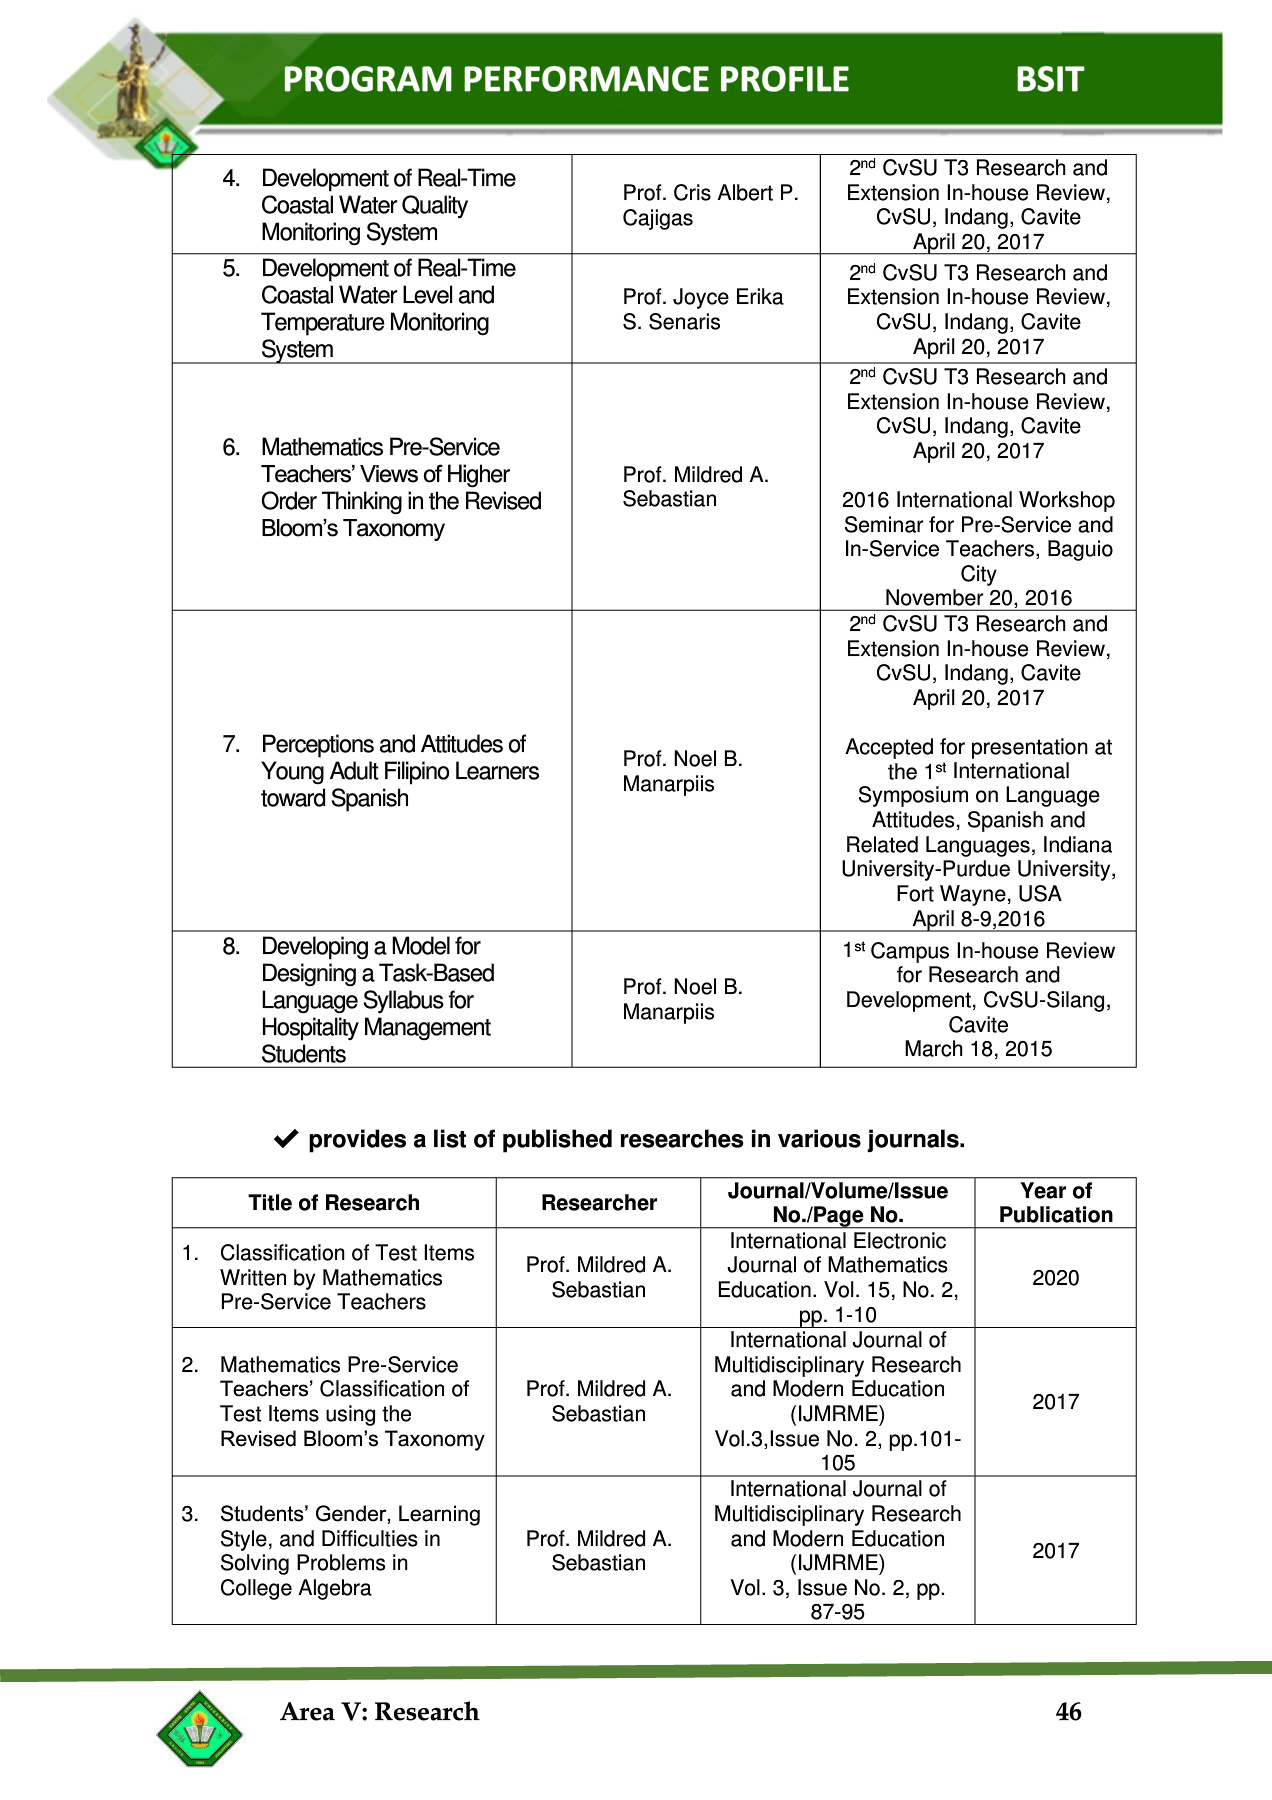 PROGRAM PERFORMANCE PROFILE BSIT
4. Development of Real-Time
Coastal Water Quality
Monitoring System
Prof. Cris Albert P.
Cajigas
2nd CvSU T3 Research and
Extension In-house Review,
CvSU, Indang, Cavite
April 20, 2017
5. Development of Real-Time
Coastal Water Level and
Temperature Monitoring
System
Prof. Joyce Erika
S. Senaris
2nd CvSU T3 Research and
Extension In-house Review,
CvSU, Indang, Cavite
April 20, 2017
6. Mathematics Pre-Service
Teachers’ Views of Higher
Order Thinking in the Revised
Bloom’s Taxonomy
Prof. Mildred A.
Sebastian
2nd CvSU T3 Research and
Extension In-house Review,
CvSU, Indang, Cavite
April 20, 2017
2016 International Workshop
Seminar for Pre-Service and
In-Service Teachers, Baguio
City
November 20, 2016
7. Perceptions and Attitudes of
Young Adult Filipino Learners
toward Spanish
Prof. Noel B.
Manarpiis
2nd CvSU T3 Research and
Extension In-house Review,
CvSU, Indang, Cavite
April 20, 2017
Accepted for presentation at
the 1st International
Symposium on Language
Attitudes, Spanish and
Related Languages, Indiana
University-Purdue University,
Fort Wayne, USA
April 8-9,2016
8. Developing a Model for
Designing a Task-Based
Language Syllabus for
Hospitality Management
Students
Prof. Noel B.
Manarpiis
1st Campus In-house Review
for Research and
Development, CvSU-Silang,
Cavite
March 18, 2015
✔ provides a list of published researches in various journals.
Title of Research
Researcher
Journal/Volume/Issue
No./Page No.
Year of
Publication
1. Classification of Test Items
Written by Mathematics
Pre-Service Teachers
Prof. Mildred A.
Sebastian
International Electronic
Journal of Mathematics
Education. Vol. 15, No. 2,
pp. 1-10
2020
2. Mathematics Pre-Service
Teachers’ Classification of
Test Items using the
Revised Bloom’s Taxonomy
Prof. Mildred A.
Sebastian
International Journal of
Multidisciplinary Research
and Modern Education
(IJMRME)
Vol.3,Issue No. 2, pp.101-
105
2017
3. Students’ Gender, Learning
Style, and Difficulties in
Solving Problems in
College Algebra
Prof. Mildred A.
Sebastian
International Journal of
Multidisciplinary Research
and Modern Education
(IJMRME)
Vol. 3, Issue No. 2, pp.
87-95
2017
Area V: Research 46